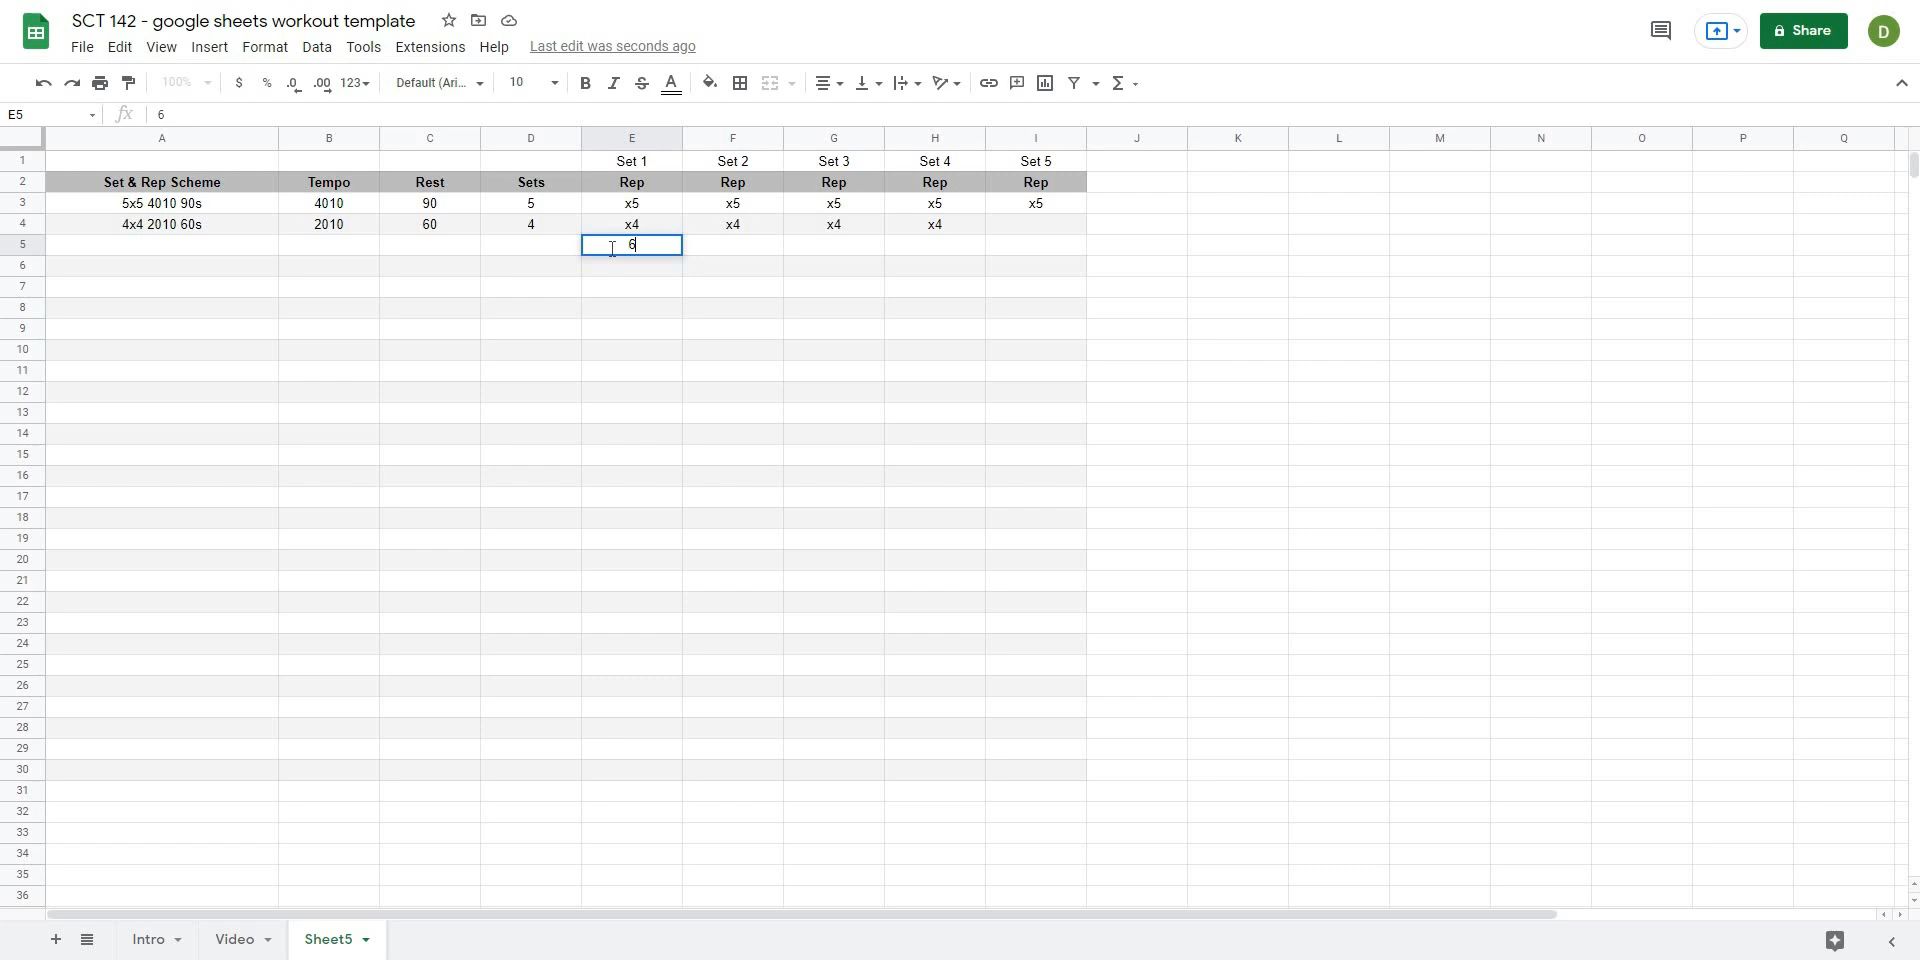 SCT 142 - google sheets workout template
File Edit View Insert Format Data Tools Extensions Help Last edit was seconds ago
Share
D
100% $ % .0 .00 123 Default (Ari... 10 B I S A Σ
E5 fx 6
A B C D E F G H I J K L M N O P Q
1 Set 1 Set 2 Set 3 Set 4 Set 5
2 Set & Rep Scheme Tempo Rest Sets Rep Rep Rep Rep Rep
3 5x5 4010 90s 4010 90 5 x5 x5 x5 x5 x5
4 4x4 2010 60s 2010 60 4 x4 x4 x4 x4
5 6
6
7
8
9
10
11
12
13
14
15
16
17
18
19
20
21
22
23
24
25
26
27
28
29
30
31
32
33
34
35
36
Intro Video Sheet5